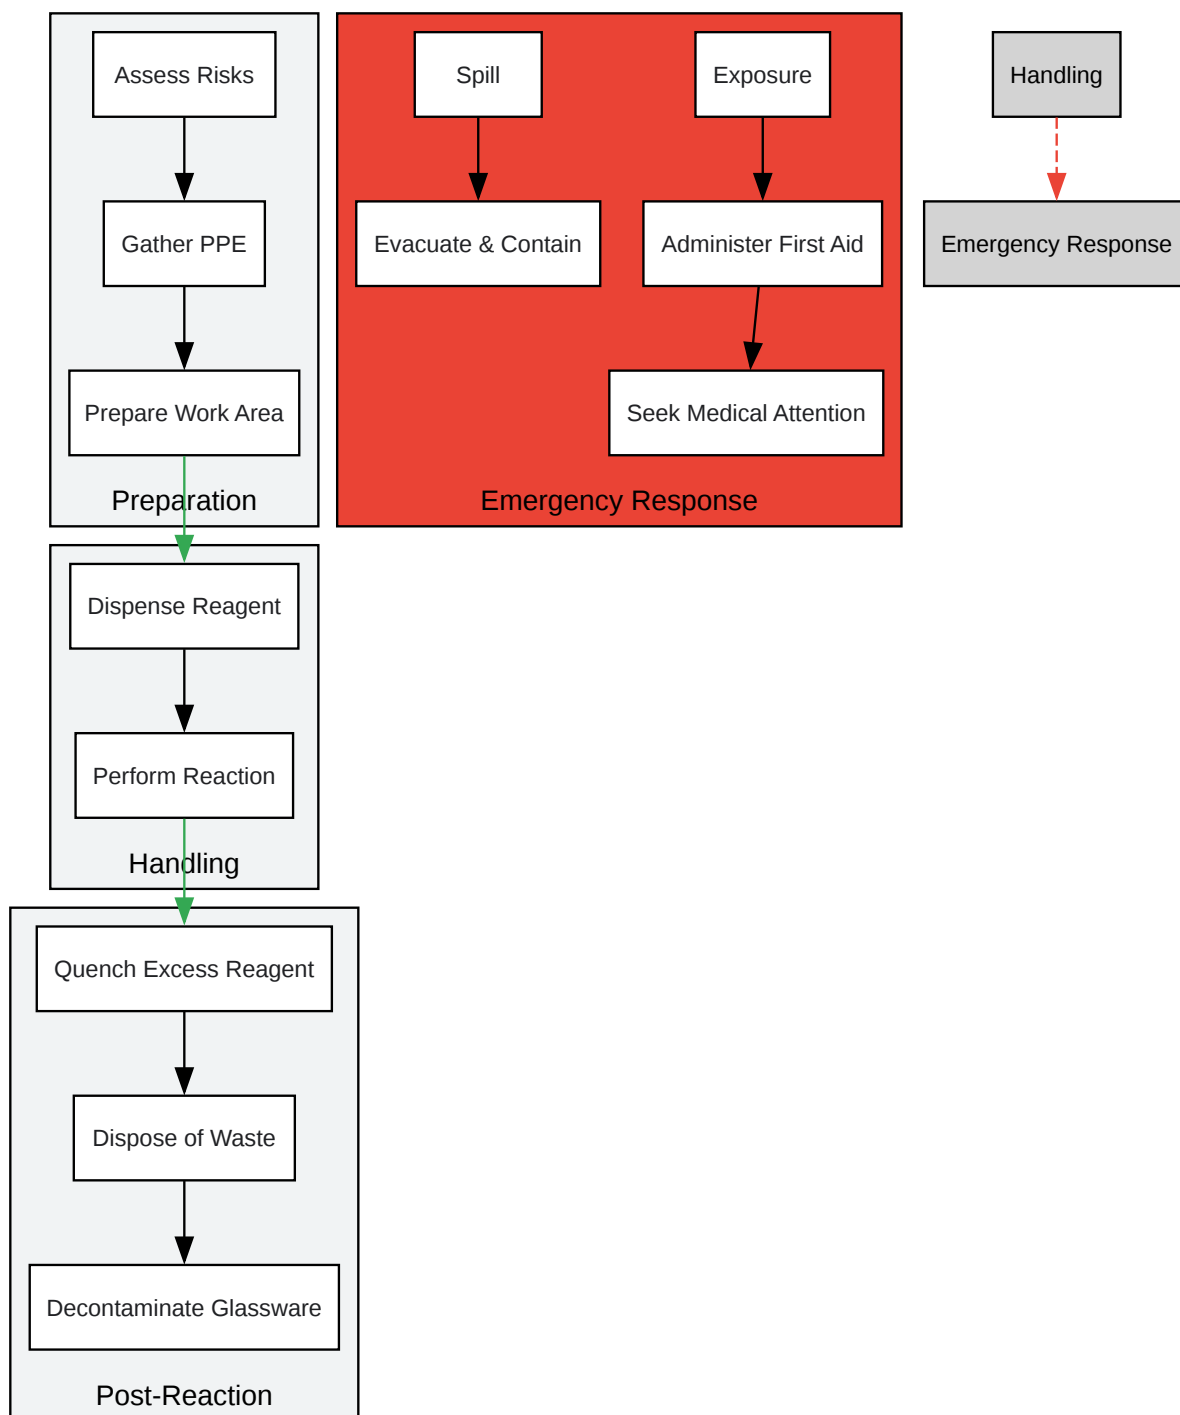 Assess Risks
Gather PPE
Prepare Work Area
Preparation
Spill
Exposure
Evacuate & Contain
Administer First Aid
Seek Medical Attention
Emergency Response
Handling
Emergency Response
Dispense Reagent
Perform Reaction
Handling
Quench Excess Reagent
Dispose of Waste
Decontaminate Glassware
Post-Reaction